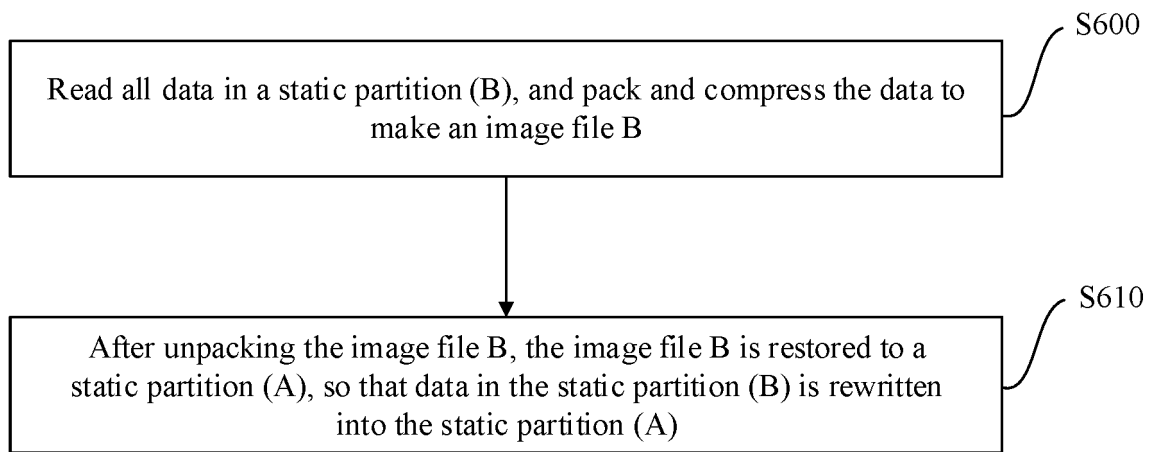 S600
Read all data in a static partition (B), and pack and compress the data to
make an image file B
S610
After unpacking the image file B, the image file B is restored to a
static partition (A), so that data in the static partition (B) is rewritten
into the static partition (A)